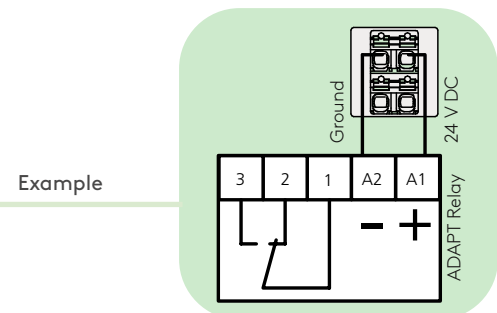 Example
Ground
24 V DC
3 2 1 A2 A1
− +
ADAPT Relay